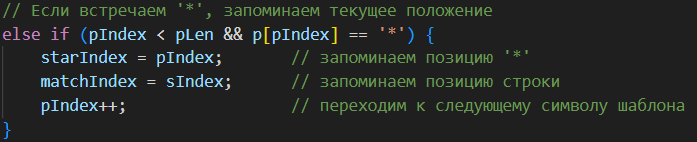 // Если встречаем '*', запоминаем текущее положение
else if (pIndex < pLen && p[pIndex] == '*') {
    starIndex = pIndex;        // запоминаем позицию '*'
    matchIndex = sIndex;       // запоминаем позицию строки
    pIndex++;                  // переходим к следующему символу шаблона
}